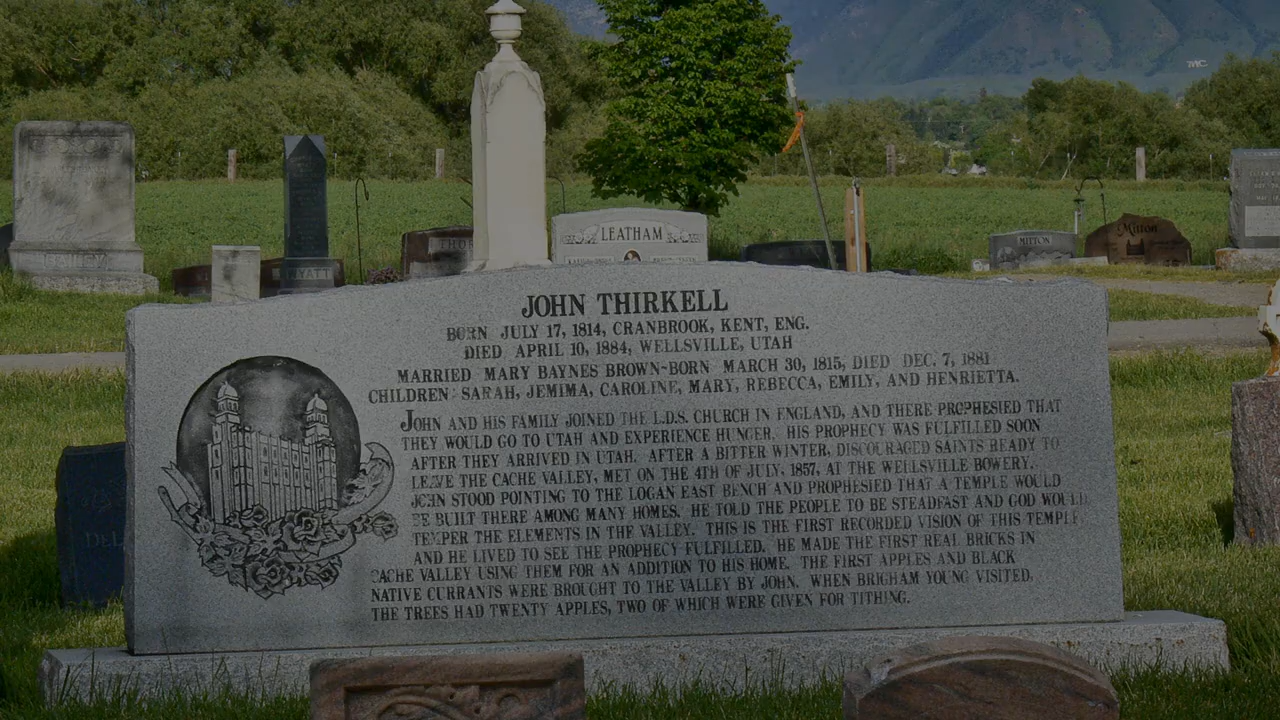 LEATHAM
THOR
MITTON
Mitton
WYATT
JOHN THIRKELL
BORN JULY 17, 1814, CRANBROOK, KENT, ENG.
DIED APRIL 10, 1884, WELLSVILLE, UTAH
MARRIED MARY BAYNES BROWN-BORN MARCH 30, 1815, DIED DEC. 7, 1881
CHILDREN: SARAH, JEMIMA, CAROLINE, MARY, REBECCA, EMILY, AND HENRIETTA.
JOHN AND HIS FAMILY JOINED THE L.D.S. CHURCH IN ENGLAND, AND THERE PROPHESIED THAT
THEY WOULD GO TO UTAH AND EXPERIENCE HUNGER. HIS PROPHECY WAS FULFILLED SOON
AFTER THEY ARRIVED IN UTAH. AFTER A BITTER WINTER, DISCOURAGED SAINTS READY TO
LEAVE THE CACHE VALLEY, MET ON THE 4TH OF JULY, 1857, AT THE WELLSVILLE BOWERY.
JOHN STOOD POINTING TO THE LOGAN EAST BENCH AND PROPHESIED THAT A TEMPLE WOULD
BE BUILT THERE AMONG MANY HOMES. HE TOLD THE PEOPLE TO BE STEADFAST AND GOD WOULD
TEMPER THE ELEMENTS IN THE VALLEY. THIS IS THE FIRST RECORDED VISION OF THIS TEMPLE
AND HE LIVED TO SEE THE PROPHECY FULFILLED. HE MADE THE FIRST REAL BRICKS IN
CACHE VALLEY USING THEM FOR AN ADDITION TO HIS HOME. THE FIRST APPLES AND BLACK
NATIVE CURRANTS WERE BROUGHT TO THE VALLEY BY JOHN. WHEN BRIGHAM YOUNG VISITED,
THE TREES HAD TWENTY APPLES, TWO OF WHICH WERE GIVEN FOR TITHING.